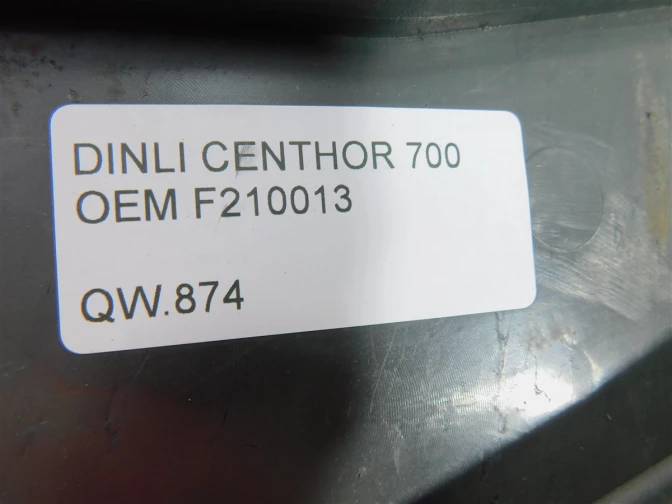 DINLI CENTHOR 700
OEM F210013
QW.874